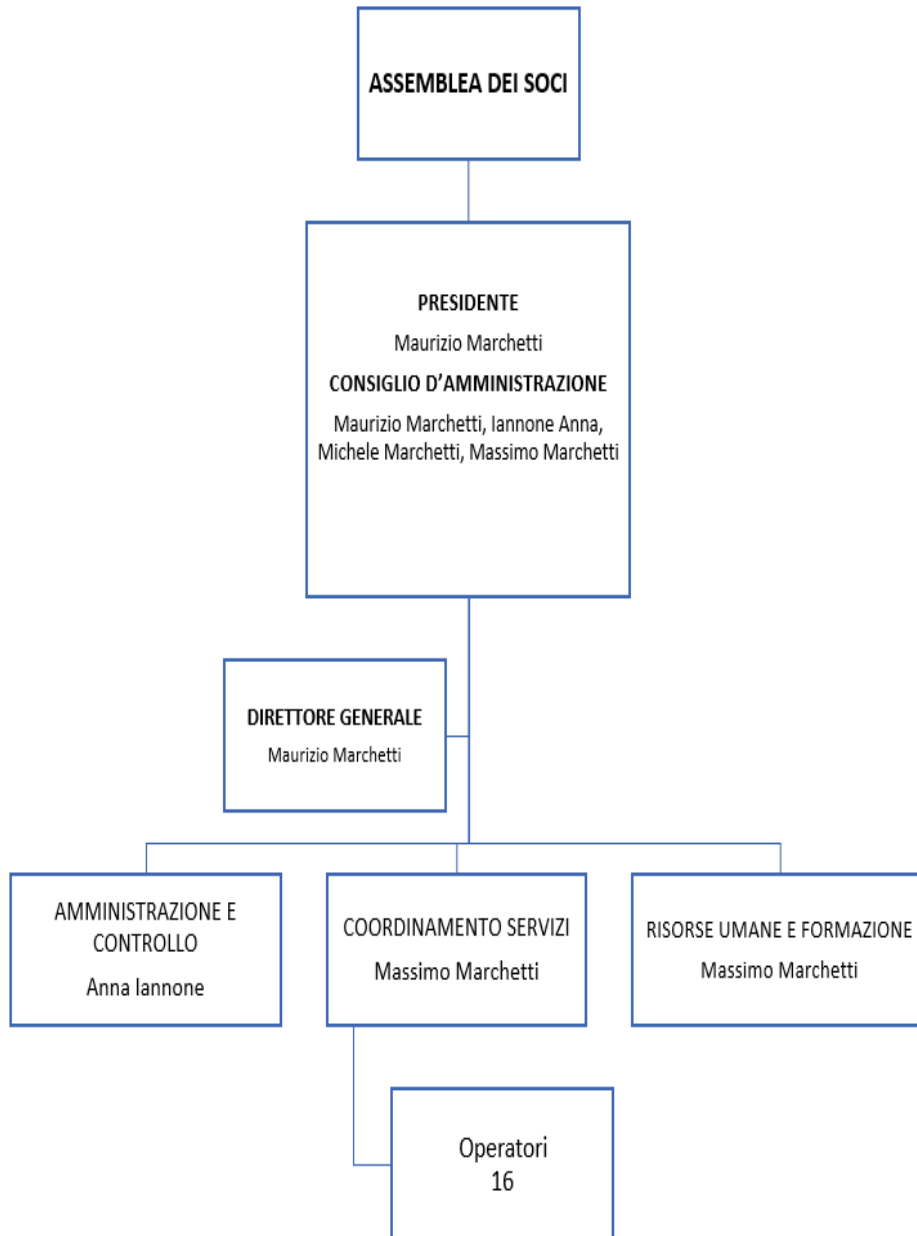 ASSEMBLEA DEI SOCI
PRESIDENTE
Maurizio Marchetti
CONSIGLIO D’AMMINISTRAZIONE
Maurizio Marchetti, Iannone Anna,
Michele Marchetti, Massimo Marchetti
DIRETTORE GENERALE
Maurizio Marchetti
AMMINISTRAZIONE E
CONTROLLO
Anna Iannone
COORDINAMENTO SERVIZI
Massimo Marchetti
RISORSE UMANE E FORMAZIONE
Massimo Marchetti
Operatori
16